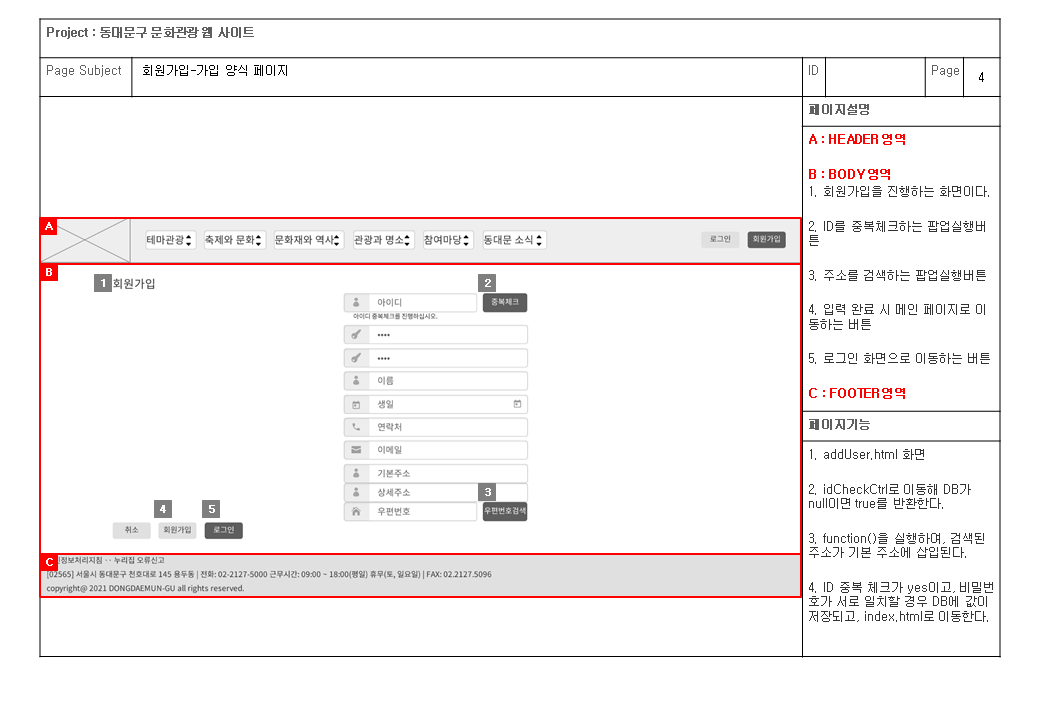 Project : 동대문구 문화관광 웹 사이트
Page Subject 회원가입-가입 양식 페이지 ID Page 4
페이지설명
A : HEADER 영역
B : BODY 영역
1. 회원가입을 진행하는 화면이다.
2. ID를 중복체크하는 팝업실행버
튼
3. 주소를 검색하는 팝업실행버튼
4. 입력 완료 시 메인 페이지로 이
동하는 버튼
5. 로그인 화면으로 이동하는 버튼
C : FOOTER 영역
페이지기능
1. addUser.html 화면
2. idCheckCtrl로 이동해 DB가
null이면 true를 반환한다.
3. function()을 실행하며, 검색된
주소가 기본 주소에 삽입된다.
4. ID 중복 체크가 yes이고, 비밀번
호가 서로 일치할 경우 DB에 값이
저장되고, index.html로 이동한다.
A
테마관광 축제와 문화 문화재와 역사 관광과 명소 참여마당 동대문 소식 로그인 회원가입
B
1 회원가입 2
아이디 중복체크
아이디 중복체크를 진행하십시오.
••••
••••
이름
생일
연락처
이메일
기본주소
상세주소 3
우편번호 우편번호검색
4 5
취소 회원가입 로그인
C 정보처리지침 · · 누리집 오류신고
[02565] 서울시 동대문구 천호대로 145 용두동 | 전화: 02-2127-5000 근무시간: 09:00 ~ 18:00(평일) 휴무(토, 일요일) | FAX: 02.2127.5096
copyright@ 2021 DONGDAEMUN-GU all rights reserved.